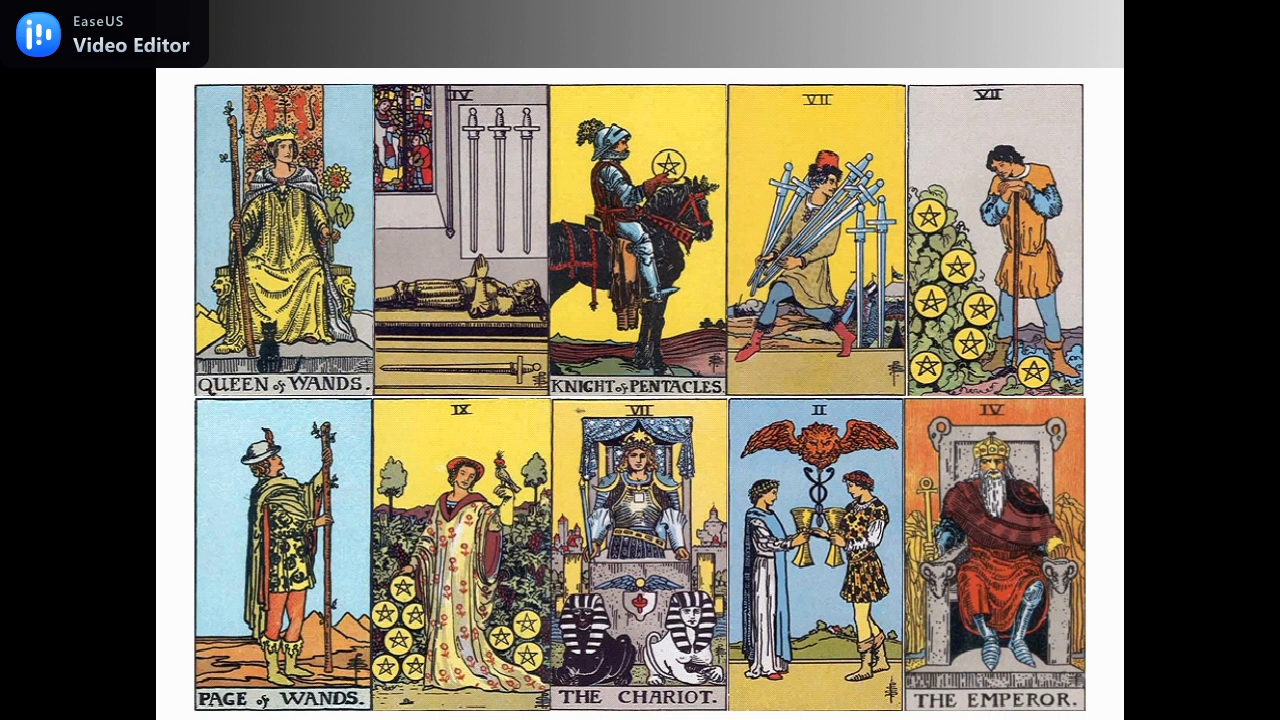 EaseUS
Video Editor
IV
VII
VII
QUEEN of WANDS.
KNIGHT of PENTACLES.
IX
VII
II
IV
PAGE of WANDS.
THE CHARIOT.
THE EMPEROR.